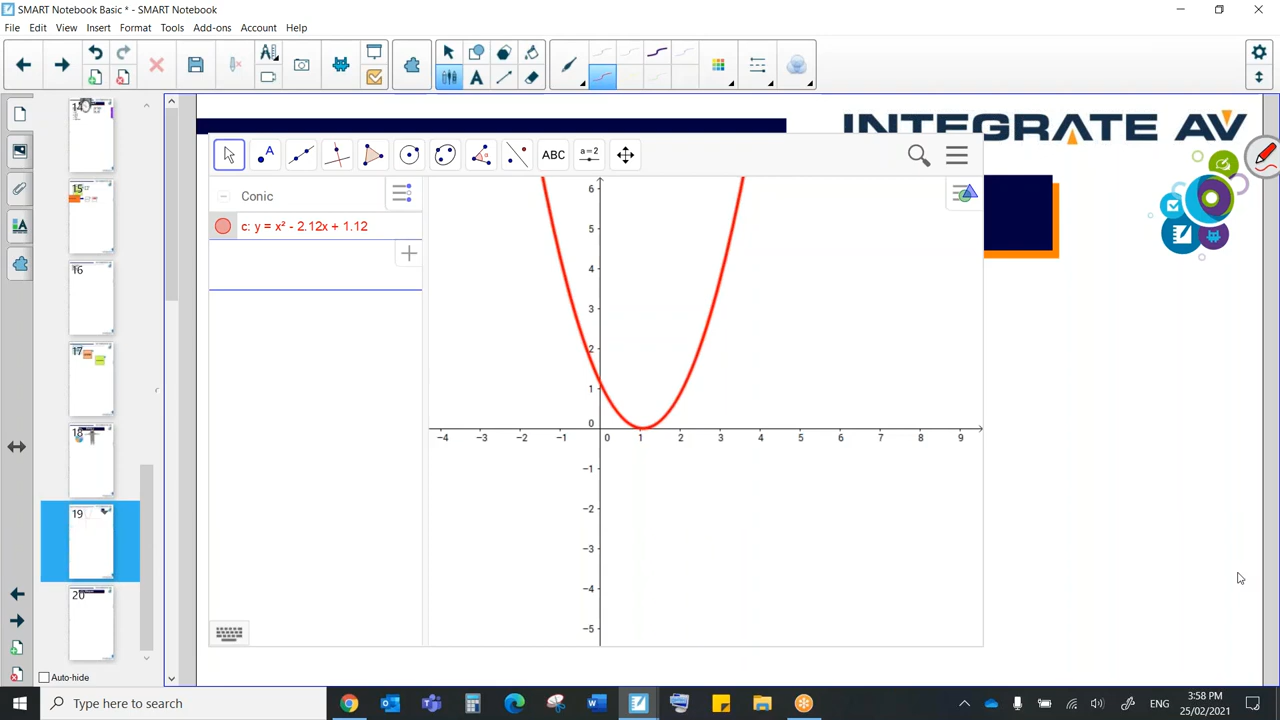 SMART Notebook Basic * - SMART Notebook
File Edit View Insert Format Tools Add-ons Account Help
INTEGRATE AV
14
15
16
17
18
19
20
Auto-hide
ABC
a=2
Conic
c: y = x² - 2.12x + 1.12
6
5
4
3
2
1
0
−1
−2
−3
−4
−5
−4 −3 −2 −1 0 1 2 3 4 5 6 7 8 9
Type here to search
ENG
3:58 PM
25/02/2021